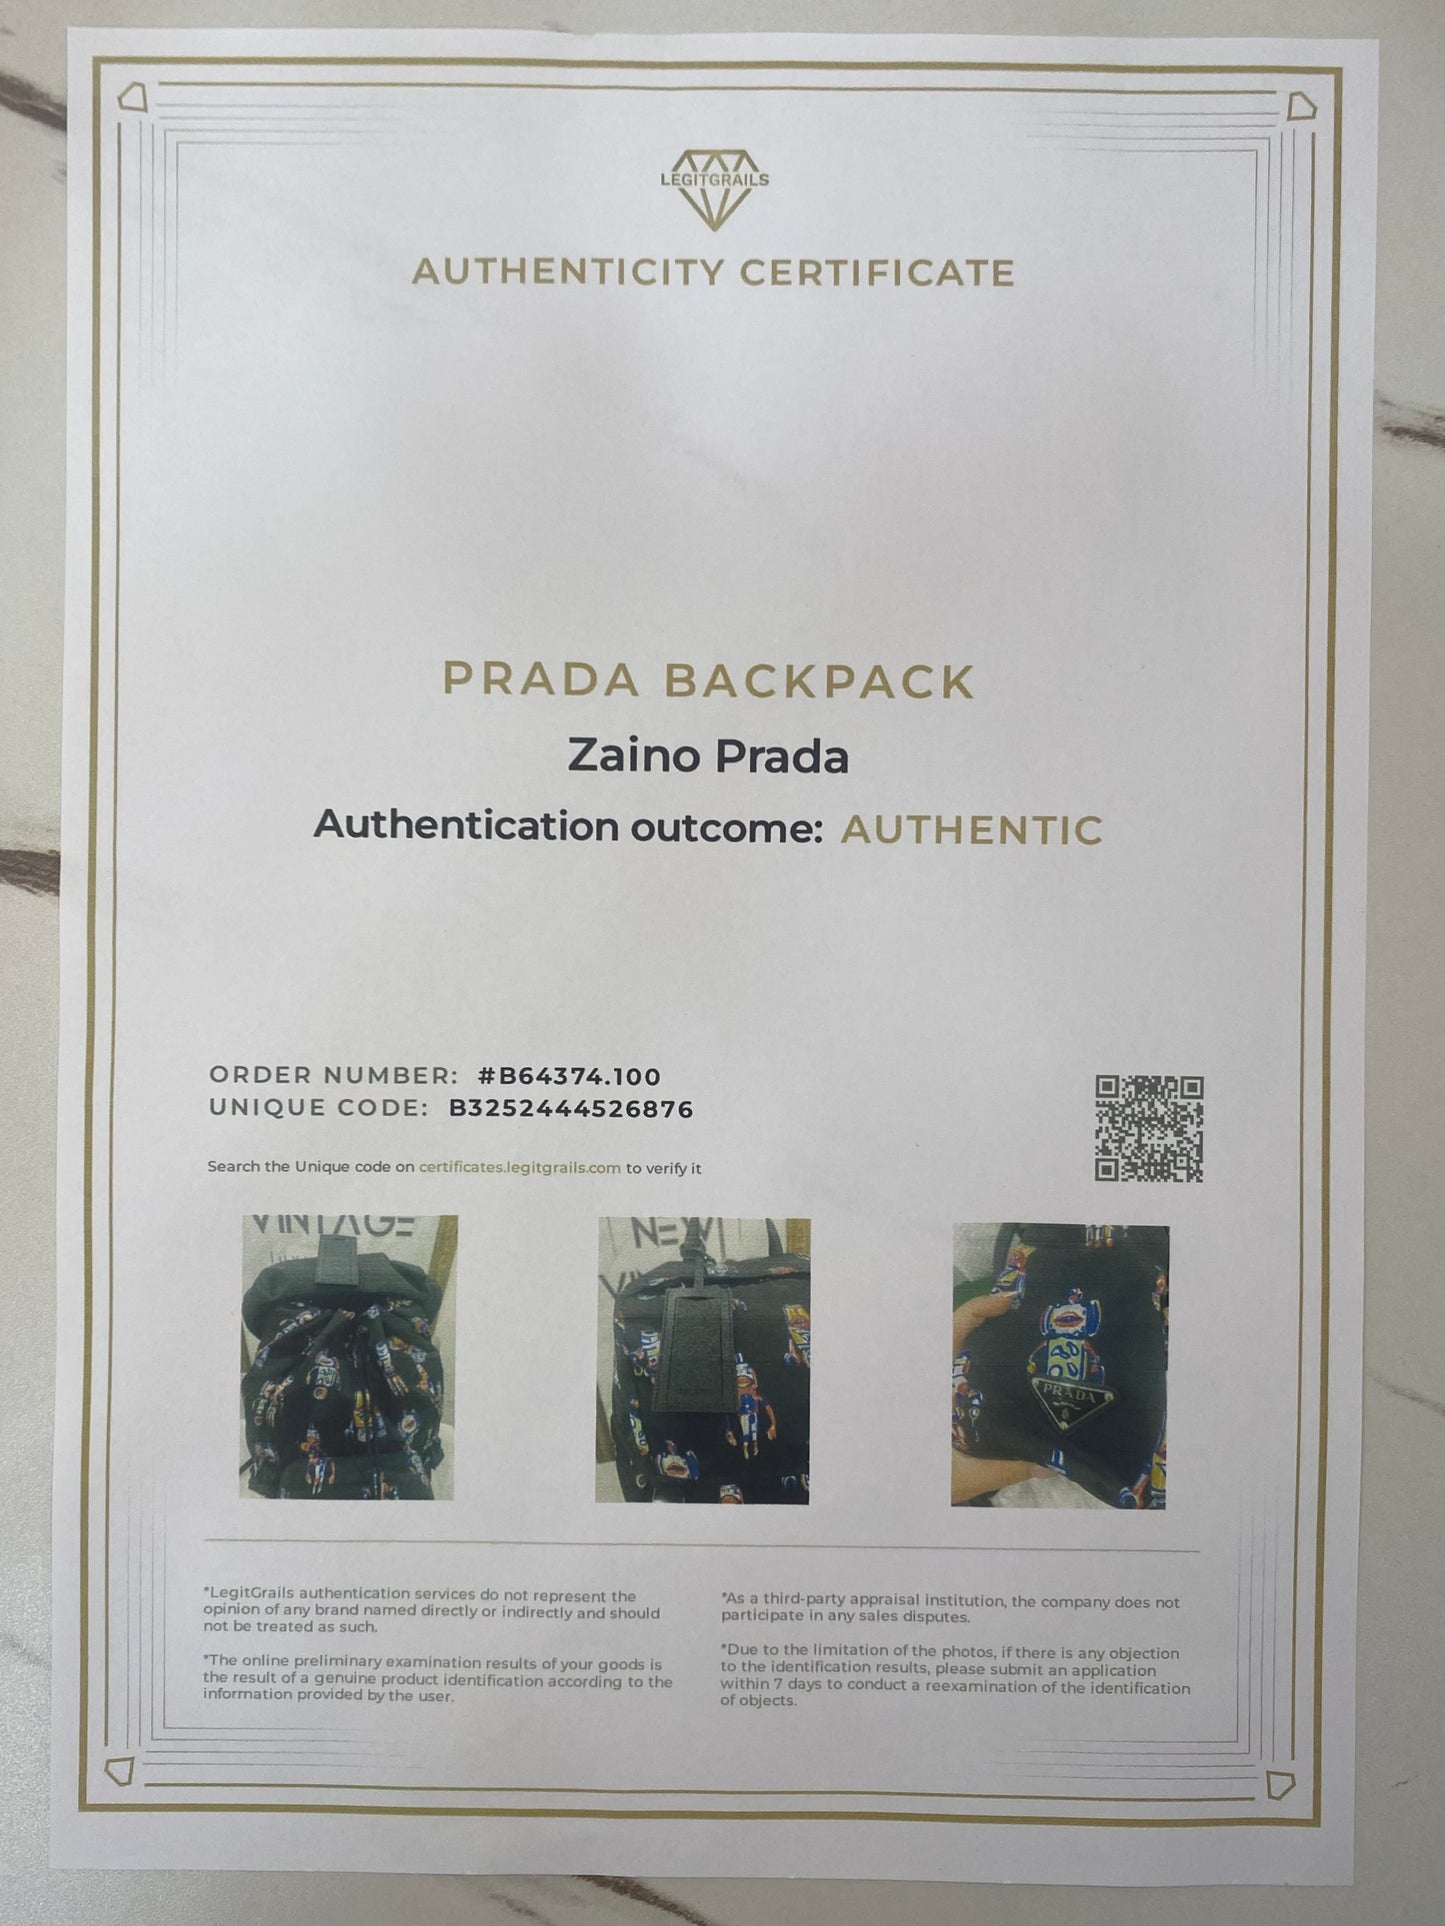 LEGITGRAILS
AUTHENTICITY CERTIFICATE
PRADA BACKPACK
Zaino Prada
Authentication outcome: AUTHENTIC
ORDER NUMBER: #B64374.100
UNIQUE CODE: B3252444526876
Search the Unique code on certificates.legitgrails.com to verify it
VINTAGE
NEW
PRADA
*LegitGrails authentication services do not represent the
opinion of any brand named directly or indirectly and should
not be treated as such.
*The online preliminary examination results of your goods is
the result of a genuine product identification according to the
information provided by the user.
*As a third-party appraisal institution, the company does not
participate in any sales disputes.
*Due to the limitation of the photos, if there is any objection
to the identification results, please submit an application
within 7 days to conduct a reexamination of the identification
of objects.